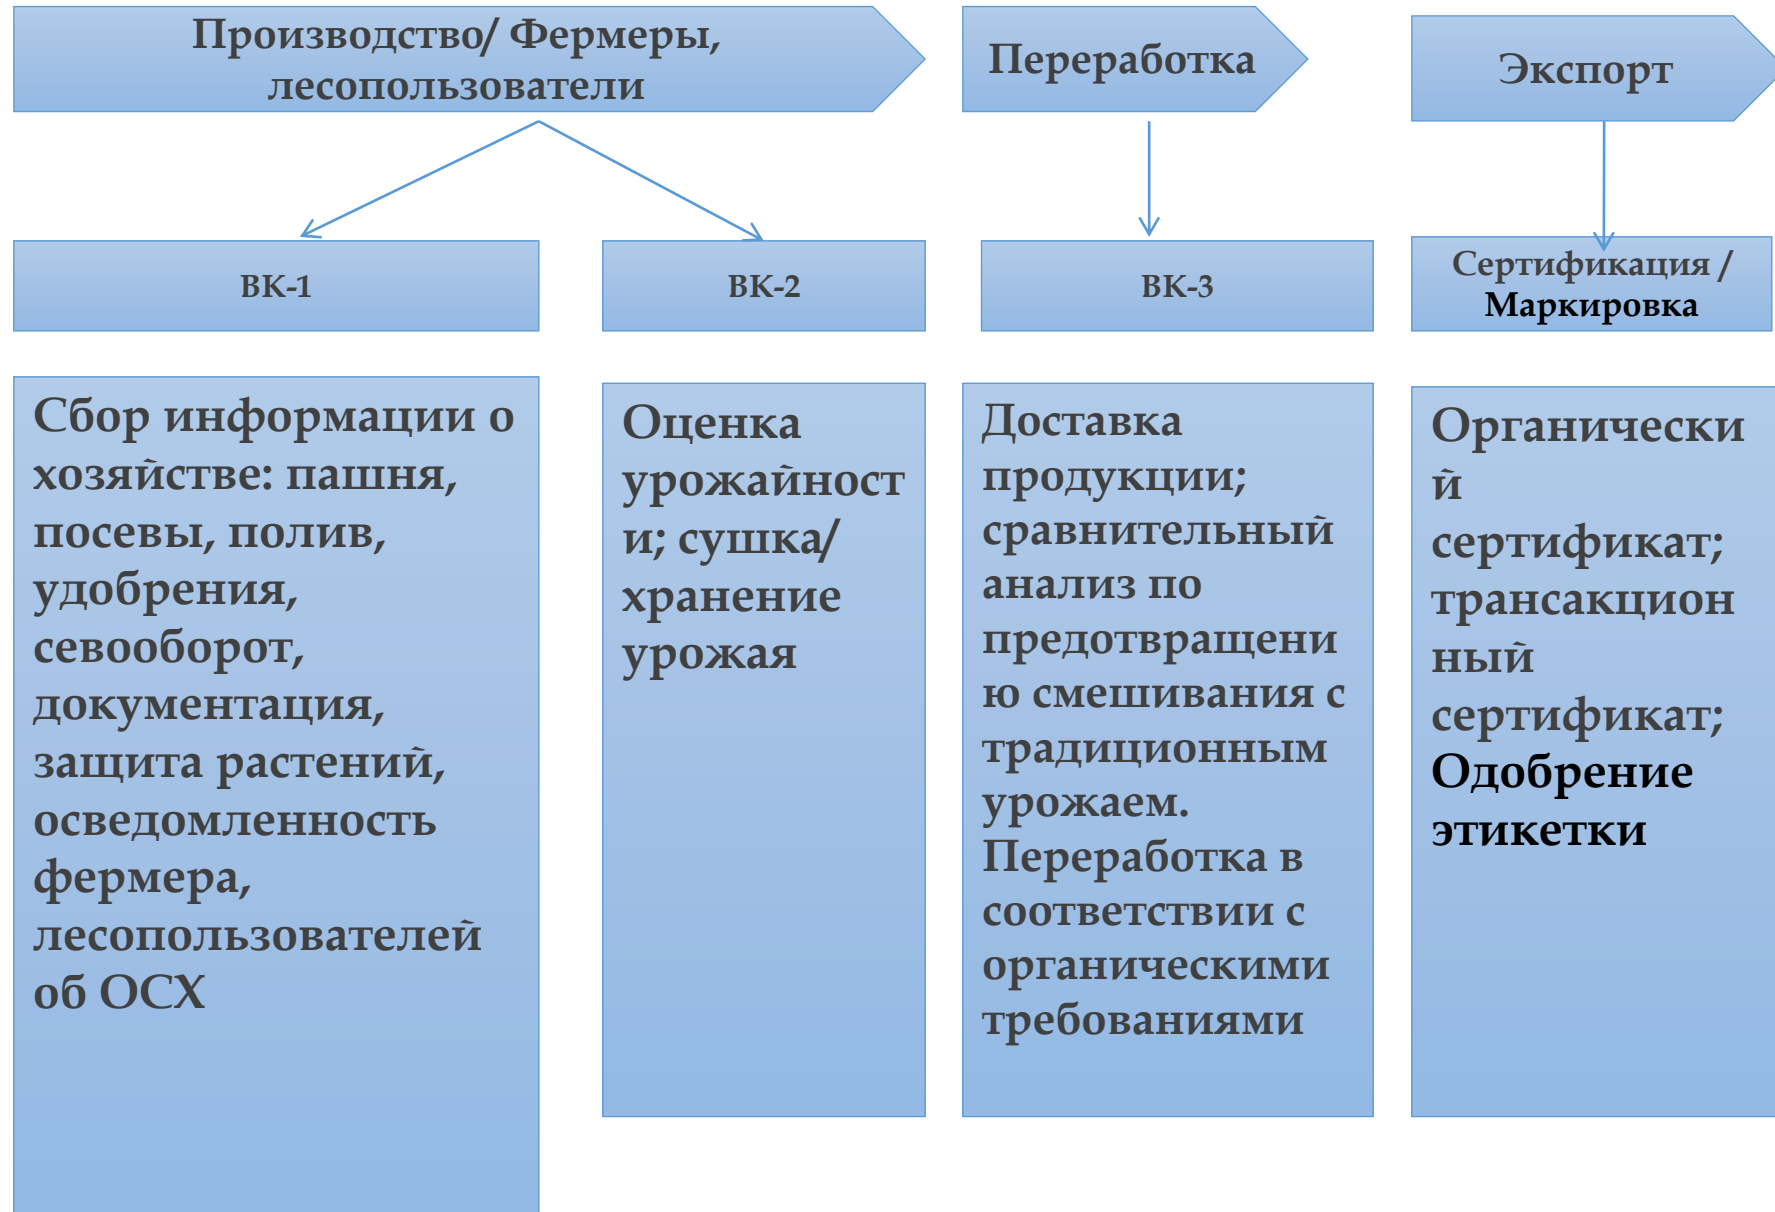 Производство/ Фермеры,
лесопользователи
Переработка
Экспорт
ВК-1
ВК-2
ВК-3
Сертификация /
Маркировка
Сбор информации о
хозяйстве: пашня,
посевы, полив,
удобрения,
севооборот,
документация,
защита растений,
осведомленность
фермера,
лесопользователей
об ОСХ
Оценка
урожайност
и; сушка/
хранение
урожая
Доставка
продукции;
сравнительный
анализ по
предотвращени
ю смешивания с
традиционным
урожаем.
Переработка в
соответствии с
органическими
требованиями
Органически
й
сертификат;
трансакцион
ный
сертификат;
Одобрение
этикетки